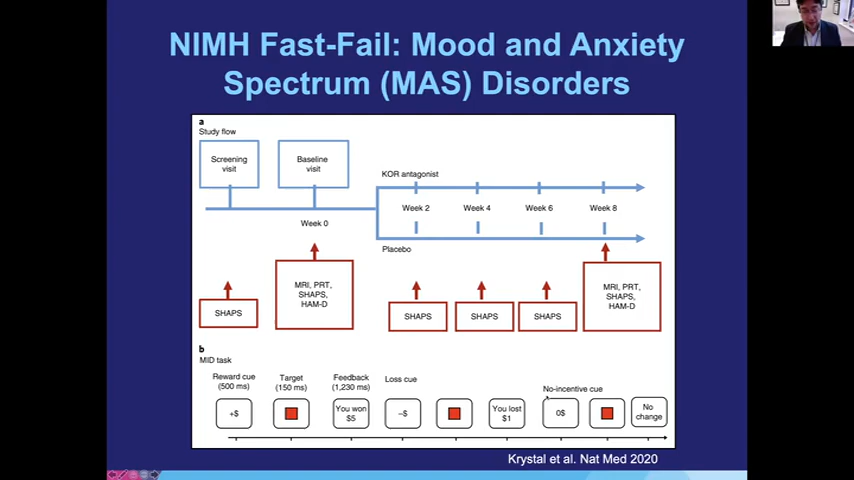 NIMH Fast-Fail: Mood and Anxiety
Spectrum (MAS) Disorders
a
Study flow
Screening
visit
Baseline
visit
KOR antagonist
Week 2
Week 4
Week 6
Week 8
Week 0
Placebo
SHAPS
MRI, PRT,
SHAPS,
HAM-D
SHAPS
SHAPS
SHAPS
MRI, PRT,
SHAPS,
HAM-D
b
MID task
Reward cue
(500 ms)
Target
(150 ms)
Feedback
(1,230 ms)
Loss cue
No-incentive cue
+$
You won
$5
–$
You lost
$1
0$
No
change
Krystal et al. Nat Med 2020